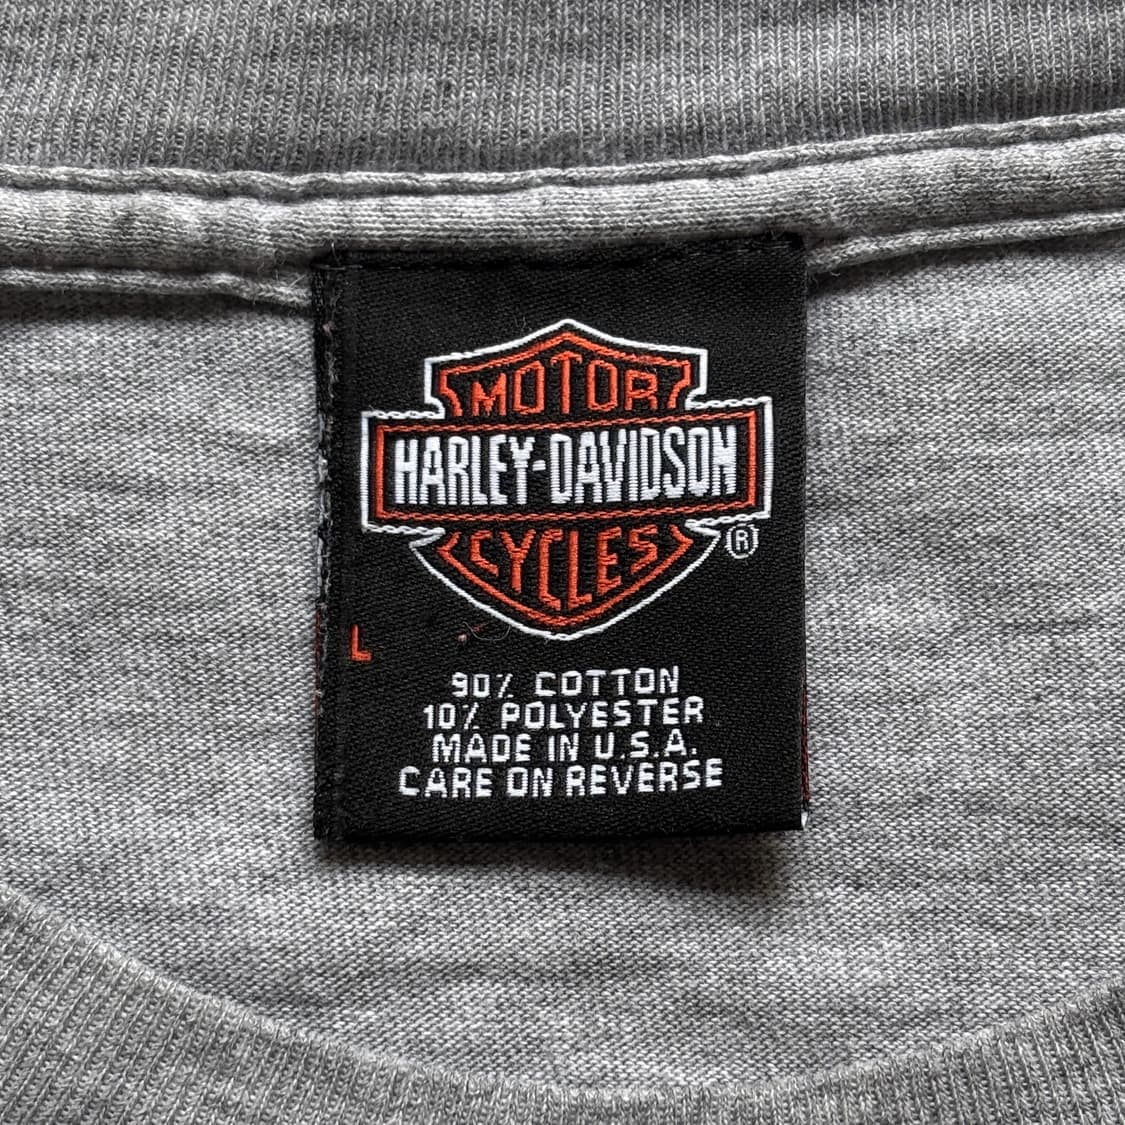 MOTOR
HARLEY-DAVIDSON
CYCLES
®
L
90% COTTON
10% POLYESTER
MADE IN U.S.A.
CARE ON REVERSE